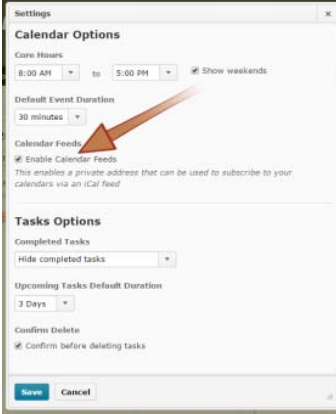 Settings
x
Calendar Options
Core Hours
8:00 AM to 5:00 PM Show weekends
Default Event Duration
30 minutes
Calendar Feeds
Enable Calendar Feeds
This enables a private address that can be used to subscribe to your
calendars via an iCal feed
Tasks Options
Completed Tasks
Hide completed tasks
Upcoming Tasks Default Duration
3 Days
Confirm Delete
Confirm before deleting tasks
Save Cancel